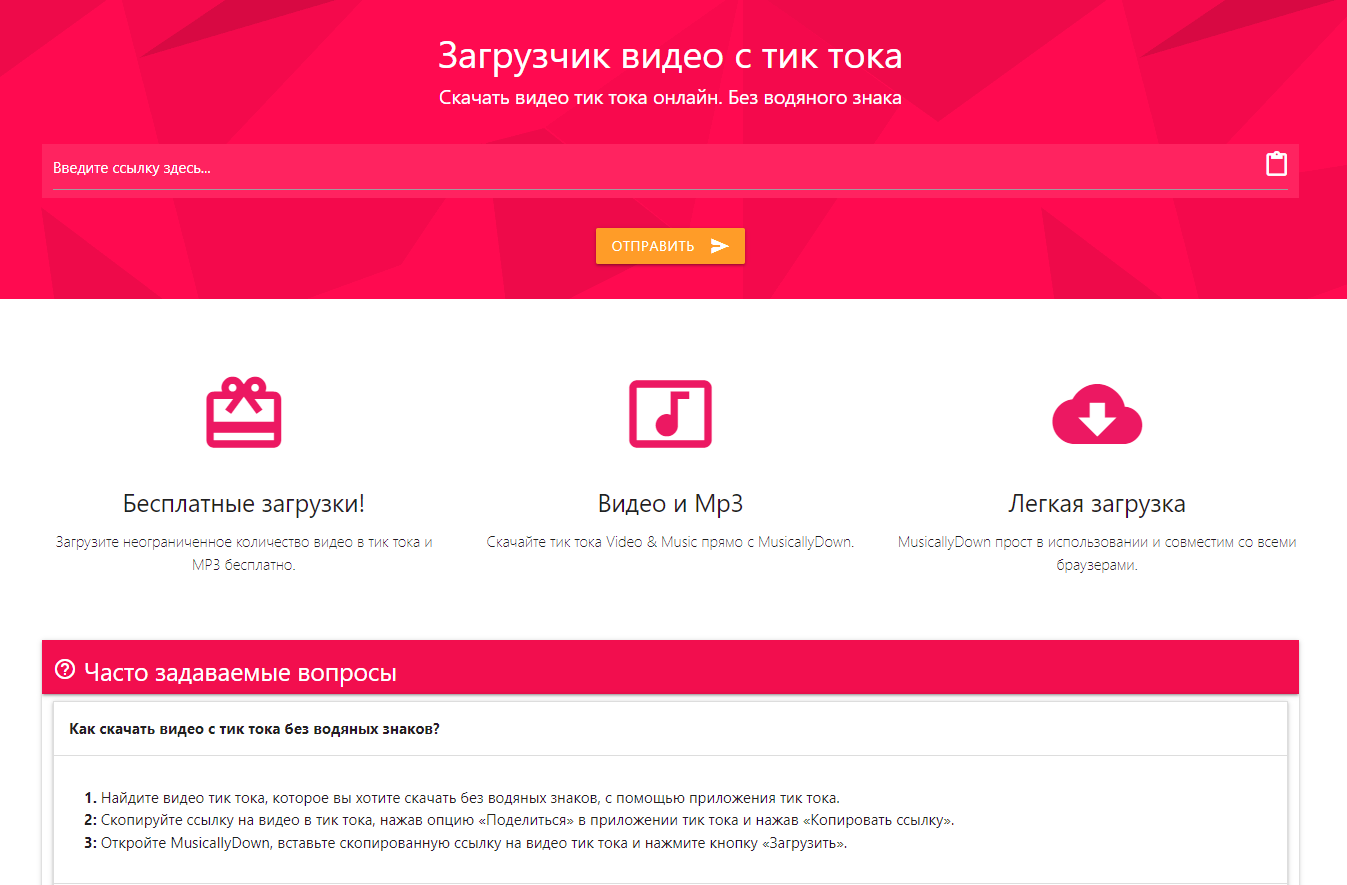 Загрузчик видео с тик тока
Скачать видео тик тока онлайн. Без водяного знака
Введите ссылку здесь...
ОТПРАВИТЬ
Бесплатные загрузки!
Загрузите неограниченное количество видео в тик тока и
MP3 бесплатно.
Видео и Mp3
Скачайте тик тока Video & Music прямо с MusicallyDown.
Легкая загрузка
MusicallyDown прост в использовании и совместим со всеми
браузерами.
Часто задаваемые вопросы
Как скачать видео с тик тока без водяных знаков?
1. Найдите видео тик тока, которое вы хотите скачать без водяных знаков, с помощью приложения тик тока.
2: Скопируйте ссылку на видео в тик тока, нажав опцию «Поделиться» в приложении тик тока и нажав «Копировать ссылку».
3: Откройте MusicallyDown, вставьте скопированную ссылку на видео тик тока и нажмите кнопку «Загрузить».